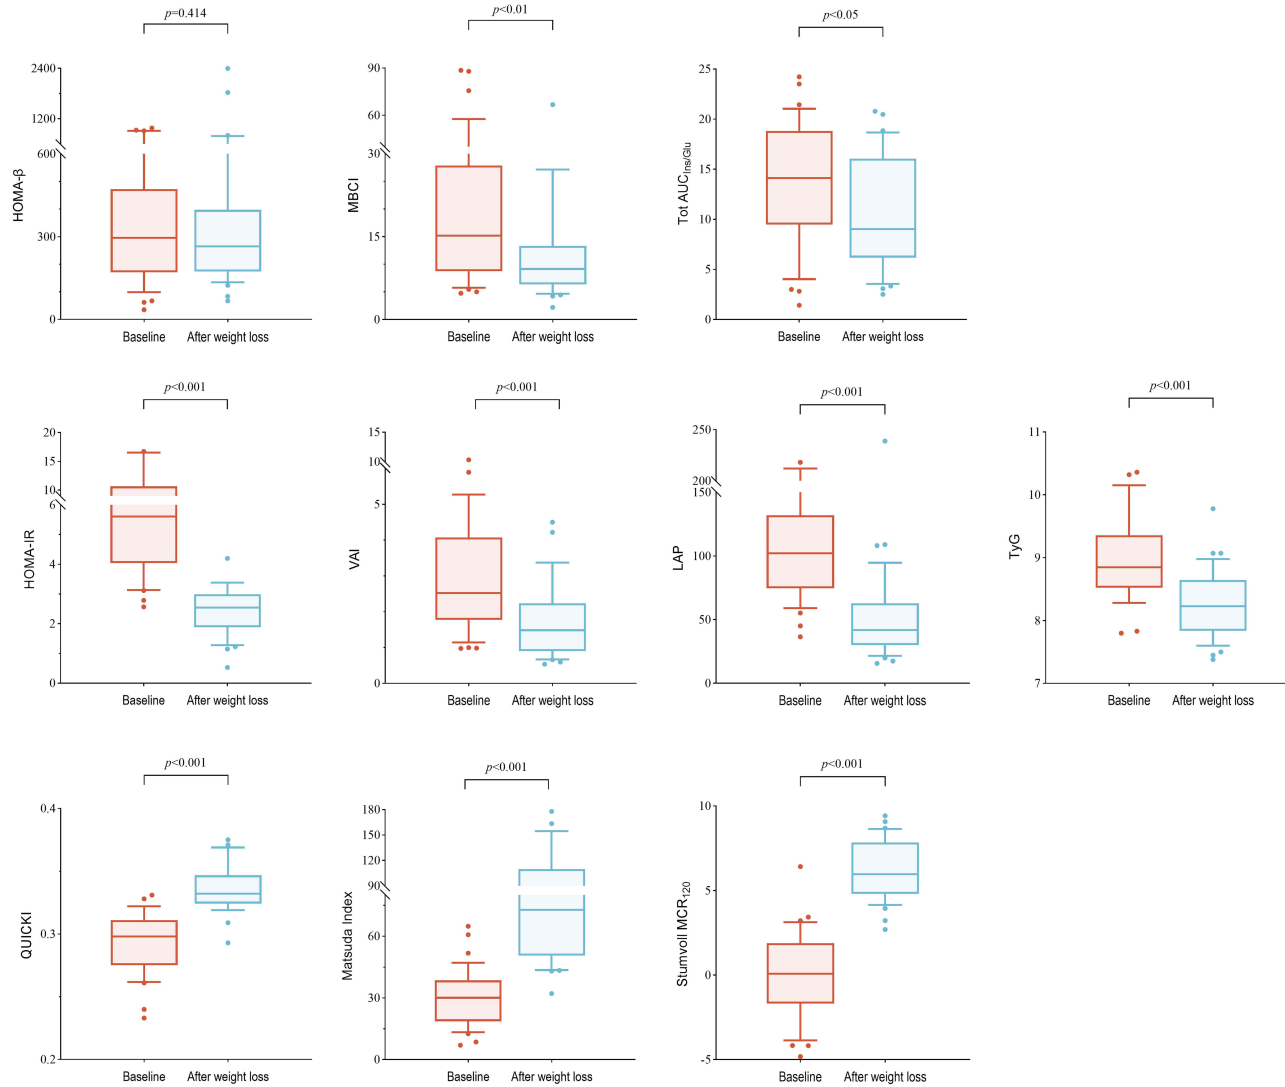 p=0.414
HOMA-β
2400
1200
600
300
0
Baseline After weight loss
p<0.01
MBCI
90
60
30
15
0
Baseline After weight loss
p<0.05
Tot AUCIns/Glu
25
20
15
10
5
0
Baseline After weight loss
p<0.001
HOMA-IR
20
15
10
6
4
2
0
Baseline After weight loss
p<0.001
VAI
15
10
5
0
Baseline After weight loss
p<0.001
LAP
250
200
150
100
50
0
Baseline After weight loss
p<0.001
TyG
11
10
9
8
7
Baseline After weight loss
p<0.001
QUICKI
0.4
0.3
0.2
Baseline After weight loss
p<0.001
Matsuda Index
180
150
120
90
60
30
0
Baseline After weight loss
p<0.001
Stumvoll MCR120
10
5
0
-5
Baseline After weight loss